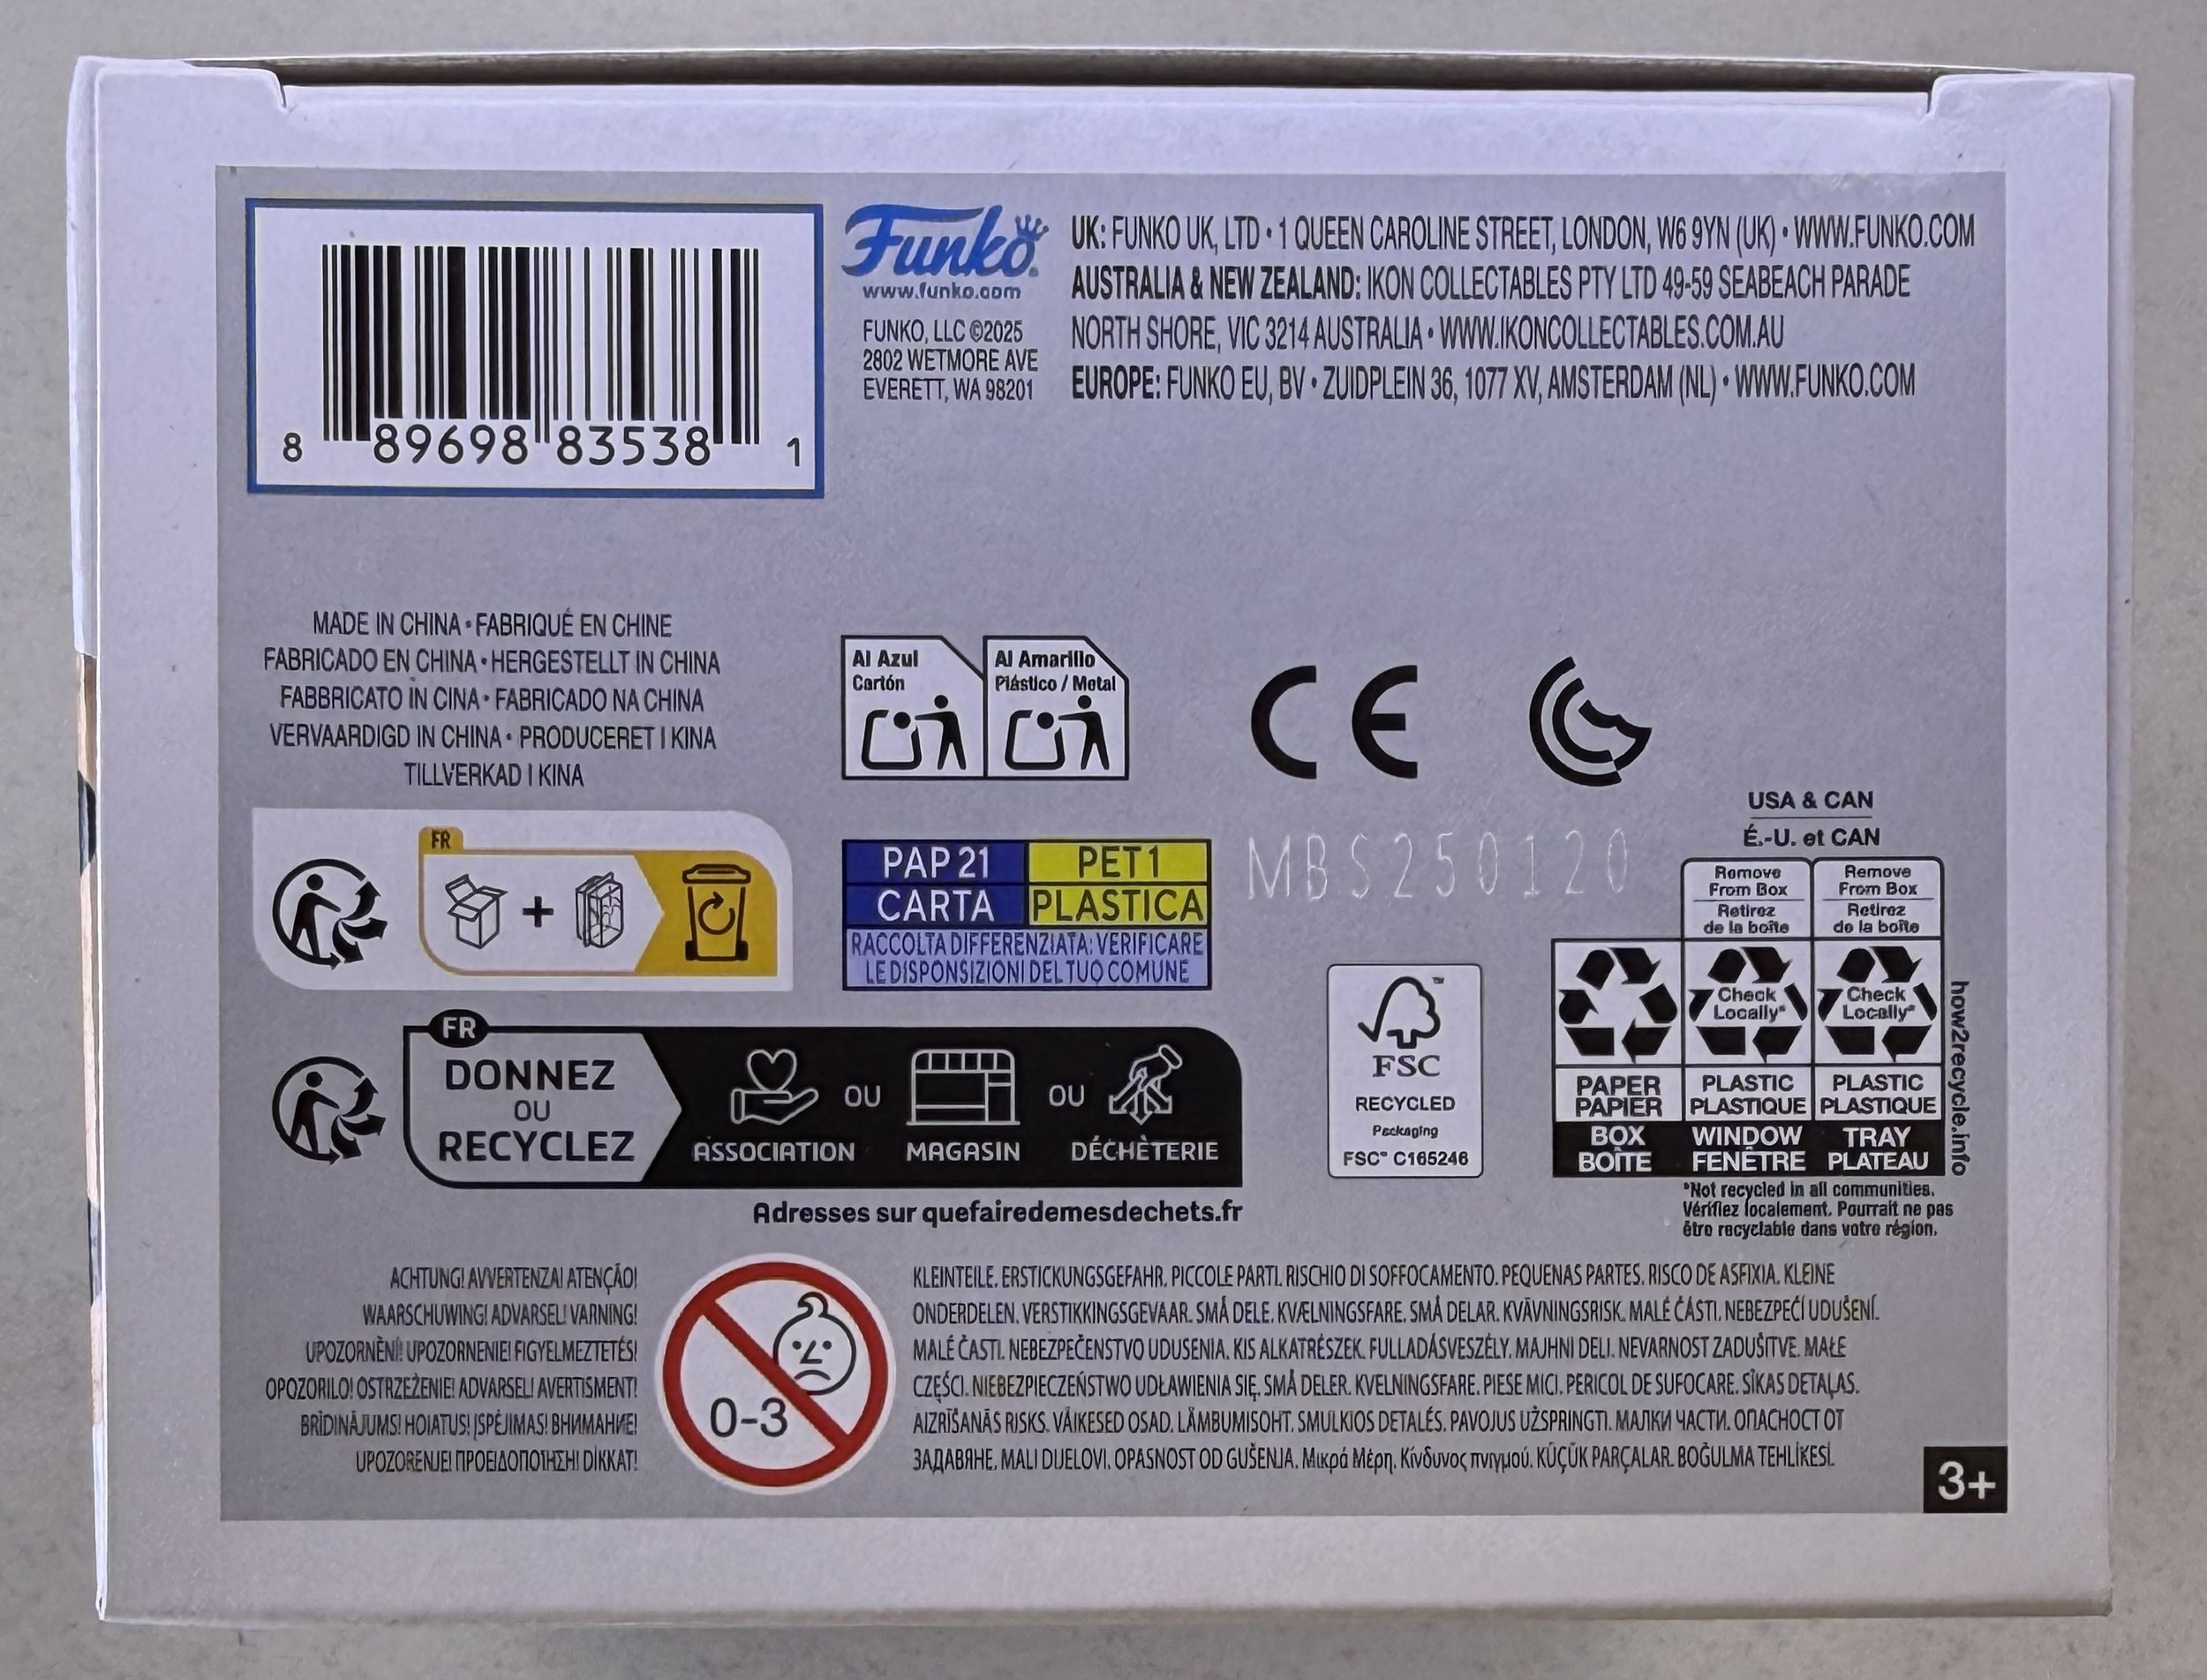 8 89698 83538 1
Funko
www.funko.com
FUNKO, LLC ©2025
2802 WETMORE AVE
EVERETT, WA 98201
UK: FUNKO UK, LTD • 1 QUEEN CAROLINE STREET, LONDON, W6 9YN (UK) • WWW.FUNKO.COM
AUSTRALIA & NEW ZEALAND: IKON COLLECTABLES PTY LTD 49-59 SEABEACH PARADE
NORTH SHORE, VIC 3214 AUSTRALIA • WWW.IKONCOLLECTABLES.COM.AU
EUROPE: FUNKO EU, BV • ZUIDPLEIN 36, 1077 XV, AMSTERDAM (NL) • WWW.FUNKO.COM
MADE IN CHINA • FABRIQUÉ EN CHINE
FABRICADO EN CHINA • HERGESTELLT IN CHINA
FABBRICATO IN CINA • FABRICADO NA CHINA
VERVAARDIGD IN CHINA • PRODUCERET I KINA
TILLVERKAD I KINA
Al Azul
Cartón
Al Amarillo
Plástico / Metal
CE
FR
PAP 21
CARTA
PET 1
PLASTICA
RACCOLTA DIFFERENZIATA: VERIFICARE
LE DISPONSIZIONI DEL TUO COMUNE
MBS250120
USA & CAN
É.-U. et CAN
Remove
From Box
Retirez
de la boîte
Remove
From Box
Retirez
de la boîte
Check
Locally*
Check
Locally*
PAPER
PAPIER
PLASTIC
PLASTIQUE
PLASTIC
PLASTIQUE
BOX
BOÎTE
WINDOW
FENÊTRE
TRAY
PLATEAU
how2recycle.info
*Not recycled in all communities.
Vérifiez localement. Pourrait ne pas
être recyclable dans votre région.
FSC™
RECYCLED
Packaging
FSC® C165246
FR
DONNEZ
OU
RECYCLEZ
ASSOCIATION
OU
MAGASIN
OU
DÉCHÈTERIE
Adresses sur quefairedemesdechets.fr
ACHTUNG! AVVERTENZA! ATENÇÃO!
WAARSCHUWING! ADVARSEL! VARNING!
UPOZORNĚNÍ! UPOZORNENIE! FIGYELMEZTETÉS!
OPOZORILO! OSTRZEŻENIE! ADVARSEL! AVERTISMENT!
BRĪDINĀJUMS! HOIATUS! ĮSPĖJIMAS! ВНИМАНИЕ!
UPOZORENJE! ΠΡΟΕΙΔΟΠΟΊΗΣΗ! DİKKAT!
0-3
KLEINTEILE. ERSTICKUNGSGEFAHR. PICCOLE PARTI. RISCHIO DI SOFFOCAMENTO. PEQUENAS PARTES. RISCO DE ASFIXIA. KLEINE
ONDERDELEN. VERSTIKKINGSGEVAAR. SMÅ DELE. KVÆLNINGSFARE. SMÅ DELAR. KVÄVNINGSRISK. MALÉ ČÁSTI. NEBEZPEČÍ UDUŠENÍ.
MALÉ ČASTI. NEBEZPEČENSTVO UDUSENIA. KIS ALKATRÉSZEK. FULLADÁSVESZÉLY. MAJHNI DELI. NEVARNOST ZADUŠITVE. MAŁE
CZĘŚCI. NIEBEZPIECZEŃSTWO UDŁAWIENIA SIĘ. SMÅ DELER. KVELNINGSFARE. PIESE MICI. PERICOL DE SUFOCARE. SĪKAS DETAĻAS.
AIZRĪŠANĀS RISKS. VÄIKESED OSAD. LÄMBUMISOHT. SMULKIOS DETALĖS. PAVOJUS UŽSPRINGTI. МАЛКИ ЧАСТИ. ОПАСНОСТ ОТ
ЗАДАВЯНЕ. MALI DIJELOVI. OPASNOST OD GUŠENJA. Μικρά Μέρη. Κίνδυνος πνιγμού. KÜÇÜK PARÇALAR. BOĞULMA TEHLİKESİ.
3+